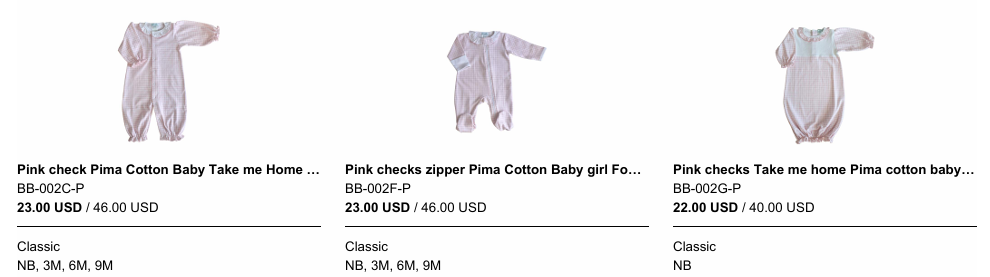 Pink check Pima Cotton Baby Take me Home ...
BB-002C-P
23.00 USD / 46.00 USD
Classic
NB, 3M, 6M, 9M
Pink checks zipper Pima Cotton Baby girl Fo...
BB-002F-P
23.00 USD / 46.00 USD
Classic
NB, 3M, 6M, 9M
Pink checks Take me home Pima cotton baby...
BB-002G-P
22.00 USD / 40.00 USD
Classic
NB